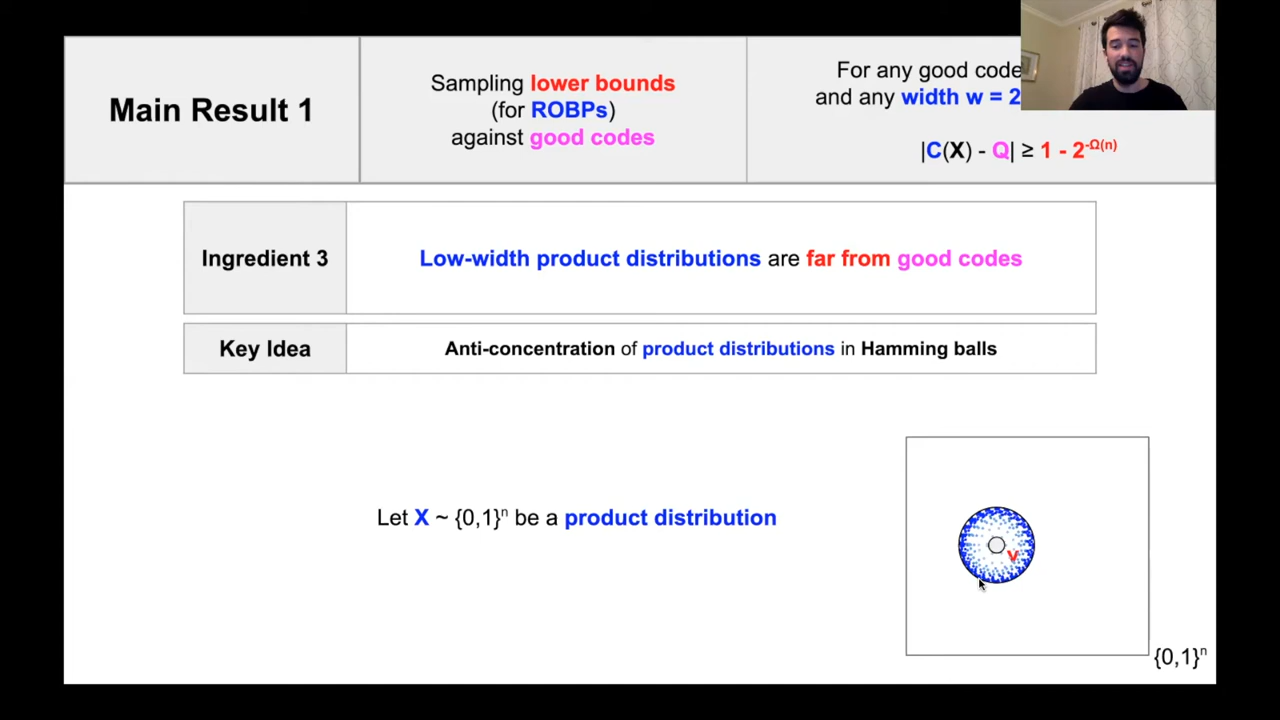 Main Result 1
Sampling lower bounds
(for ROBPs)
against good codes
For any good code
and any width w = 2
|C(X) - Q| ≥ 1 - 2^-Ω(n)
Ingredient 3
Low-width product distributions are far from good codes
Key Idea
Anti-concentration of product distributions in Hamming balls
Let X ~ {0,1}ⁿ be a product distribution
v
{0,1}ⁿ